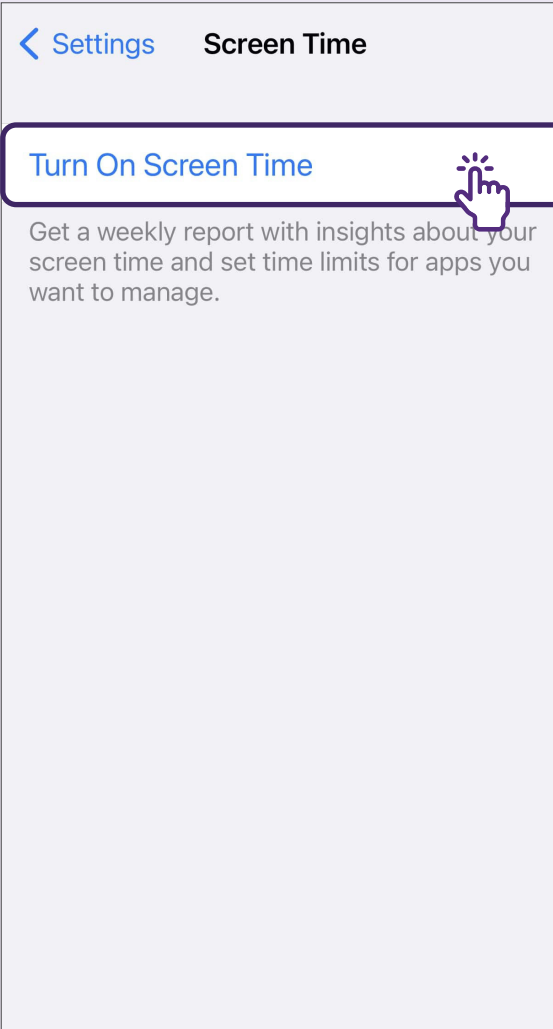 Settings Screen Time
Turn On Screen Time
Get a weekly report with insights about your
screen time and set time limits for apps you
want to manage.